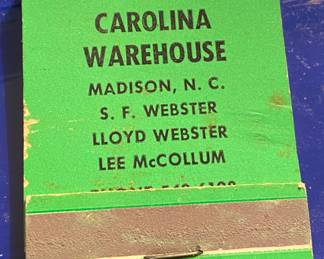 CAROLINA
WAREHOUSE
MADISON, N. C.
S. F. WEBSTER
LLOYD WEBSTER
LEE McCOLLUM